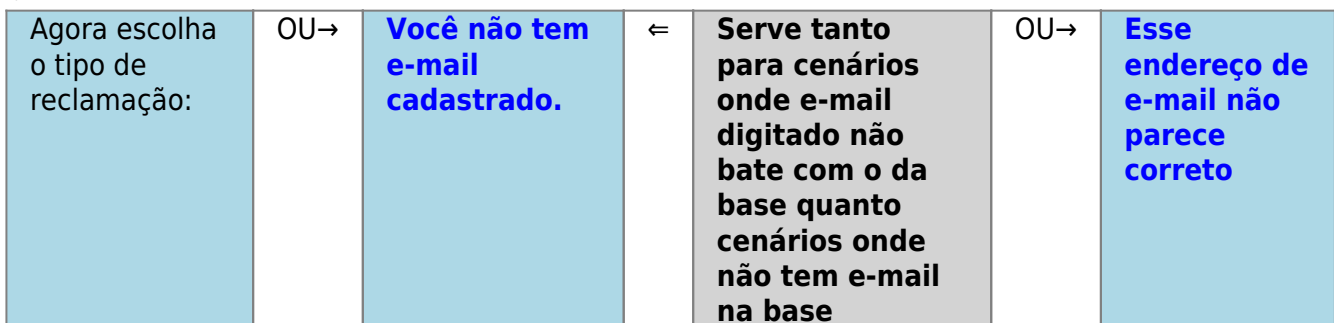 Agora escolha
o tipo de
reclamação:
OU→
Você não tem
e-mail
cadastrado.
⇐
Serve tanto
para cenários
onde e-mail
digitado não
bate com o da
base quanto
cenários onde
não tem e-mail
na base
OU→
Esse
endereço de
e-mail não
parece
correto